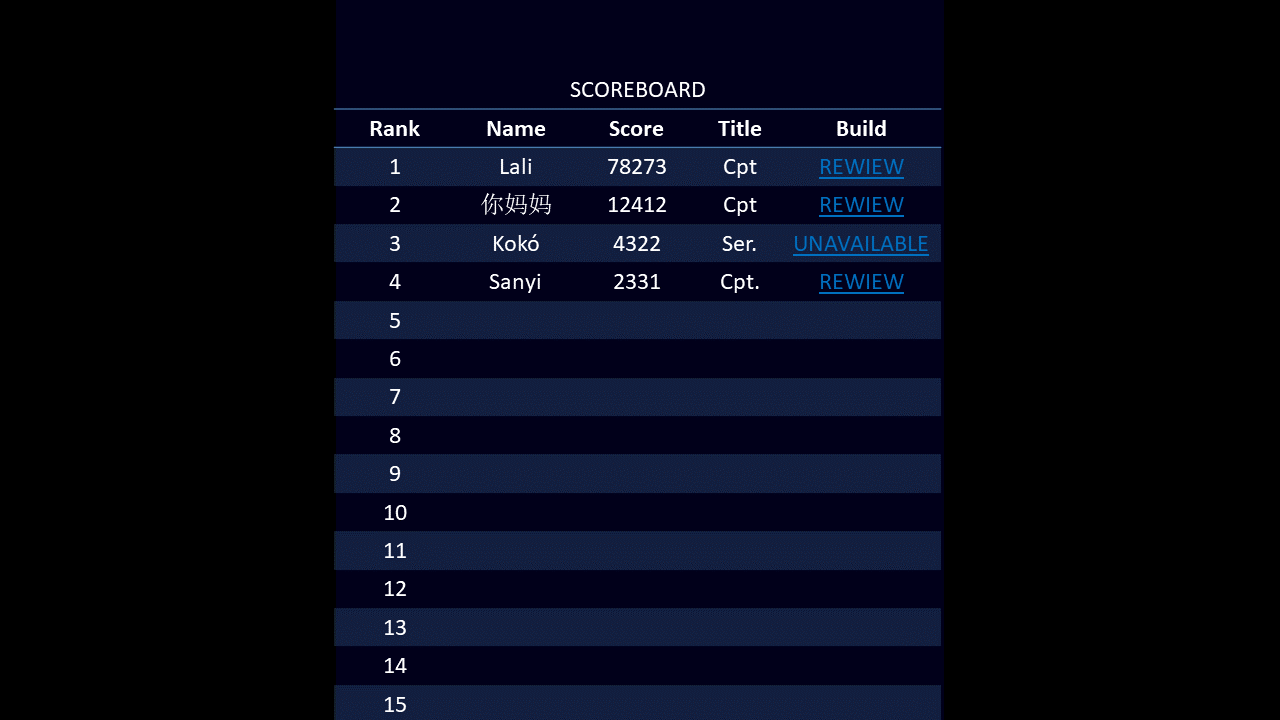 SCOREBOARD
Rank Name Score Title Build
1 Lali 78273 Cpt REWIEW
2 你妈妈 12412 Cpt REWIEW
3 Kokó 4322 Ser. UNAVAILABLE
4 Sanyi 2331 Cpt. REWIEW
5
6
7
8
9
10
11
12
13
14
15